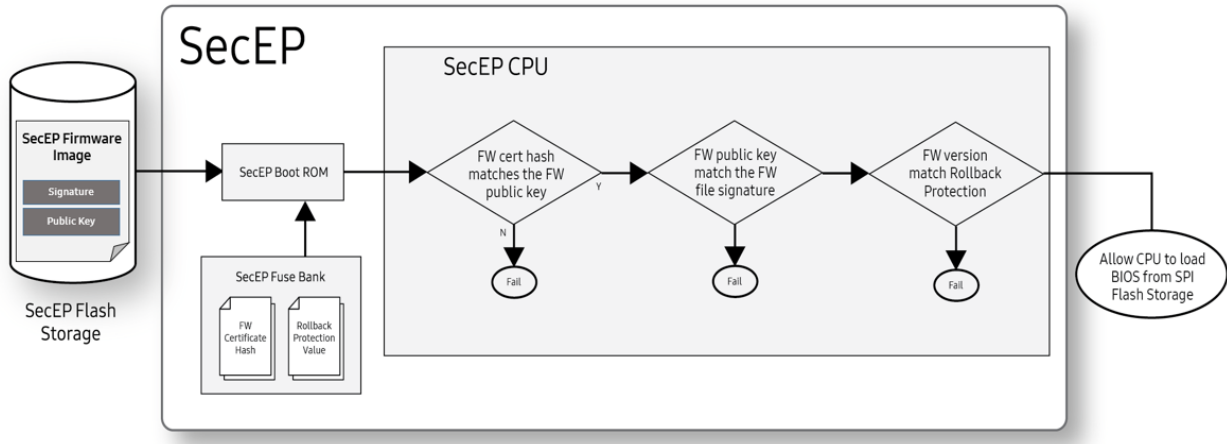 SecEP
SecEP CPU
SecEP Firmware
Image
Signature
Public Key
SecEP Flash
Storage
SecEP Boot ROM
SecEP Fuse Bank
FW
Certificate
Hash
Rollback
Protection
Value
FW cert hash
matches the FW
public key
Y
N
Fail
FW public key
match the FW
file signature
Fail
FW version
match Rollback
Protection
Fail
Allow CPU to load
BIOS from SPI
Flash Storage